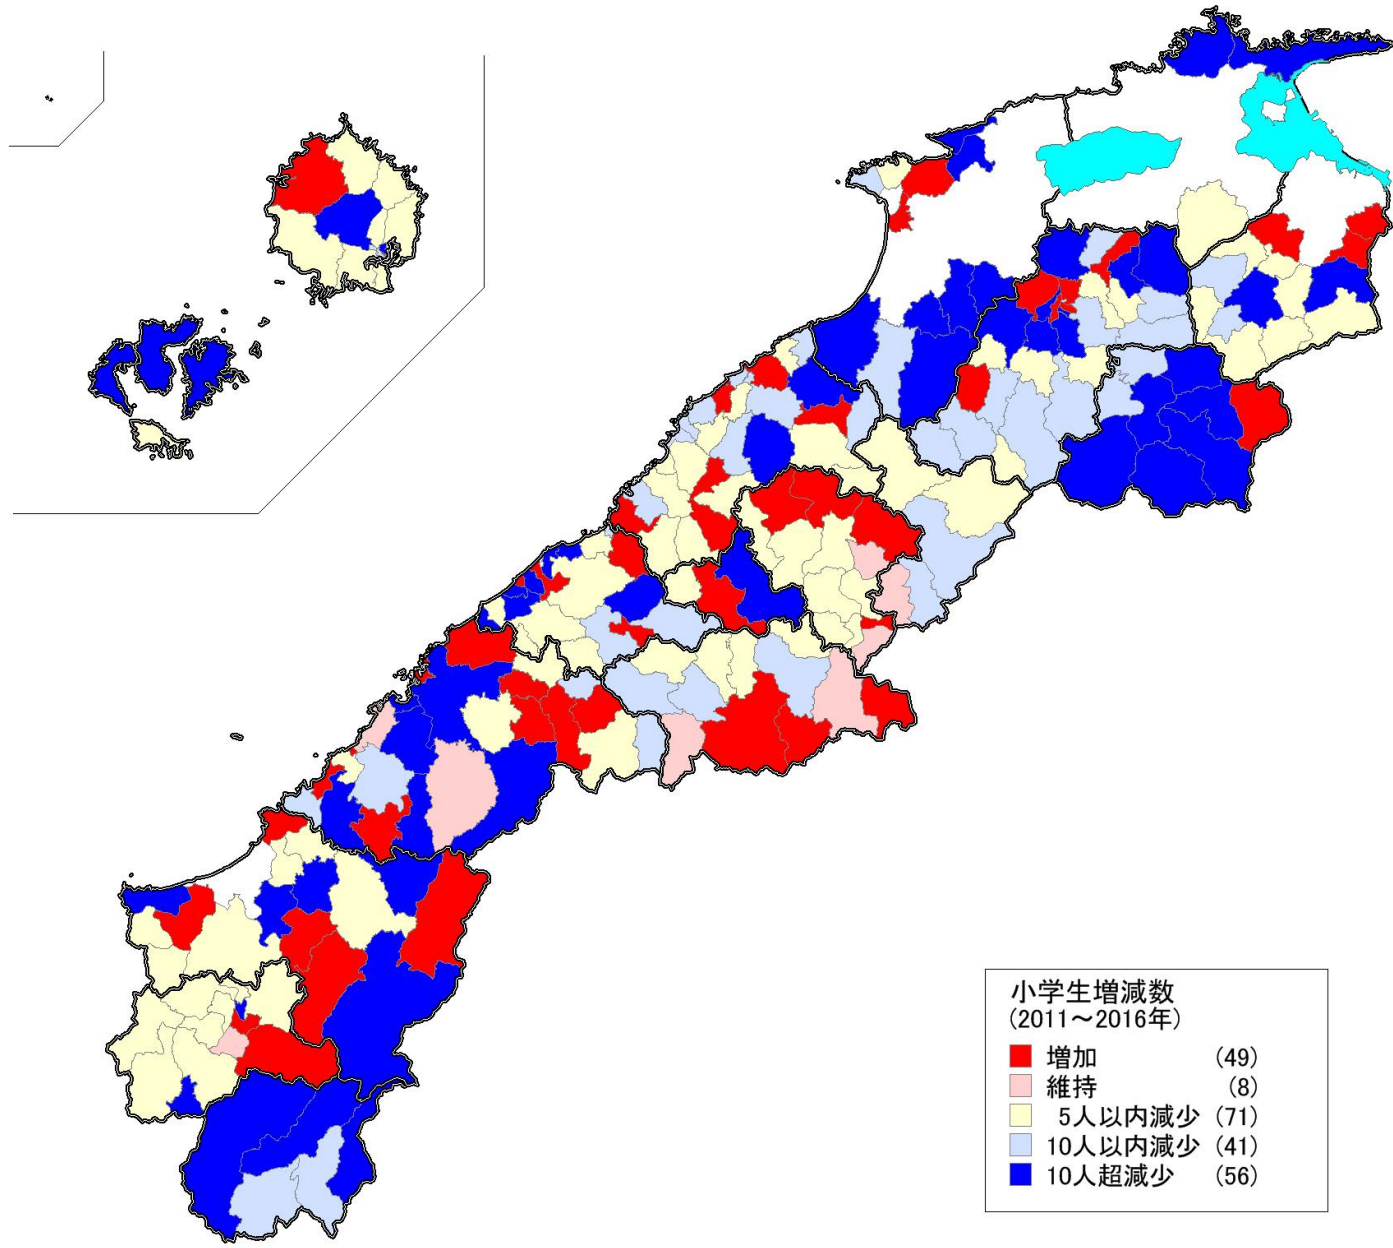 小学生増減数
(2011～2016年)
増加 (49)
維持 (8)
5人以内減少 (71)
10人以内減少 (41)
10人超減少 (56)